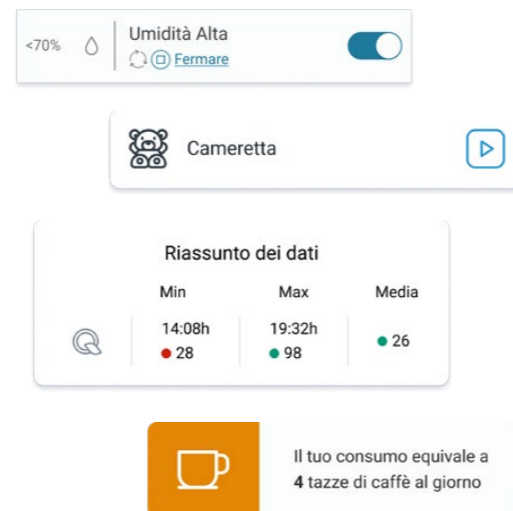 <70%
Umidità Alta
Fermare
Cameretta
Riassunto dei dati
Min Max Media
14:08h 19:32h
28 98 26
Il tuo consumo equivale a
4 tazze di caffè al giorno